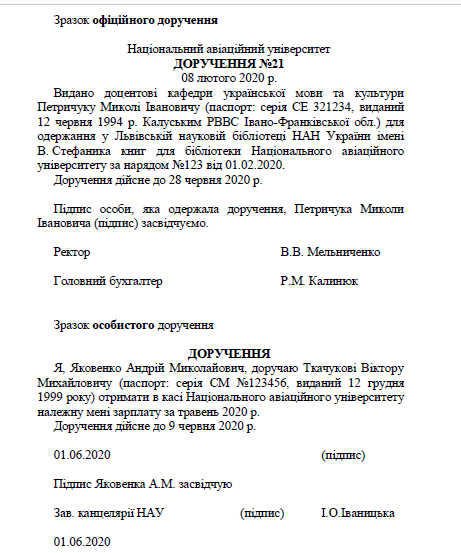 Зразок офіційного доручення
Національний авіаційний університет
ДОРУЧЕННЯ №21
08 лютого 2020 р.
Видано доцентові кафедри української мови та культури
Петричуку Миколі Івановичу (паспорт: серія СЕ 321234, виданий
12 червня 1994 р. Калуським РВВС Івано-Франківської обл.) для
одержання у Львівській науковій бібліотеці НАН України імені
В. Стефаника книг для бібліотеки Національного авіаційного
університету за нарядом №123 від 01.02.2020.
Доручення дійсне до 28 червня 2020 р.
Підпис особи, яка одержала доручення, Петричука Миколи
Івановича (підпис) засвідчуємо.
Ректор В.В. Мельниченко
Головний бухгалтер Р.М. Калинюк
Зразок особистого доручення
ДОРУЧЕННЯ
Я, Яковенко Андрій Миколайович, доручаю Ткачукові Віктору
Михайловичу (паспорт: серія СМ №123456, виданий 12 грудня
1999 року) отримати в касі Національного авіаційного університету
належну мені зарплату за травень 2020 р.
Доручення дійсне до 9 червня 2020 р.
01.06.2020 (підпис)
Підпис Яковенка А.М. засвідчую
Зав. канцелярії НАУ (підпис) І.О.Іваницька
01.06.2020